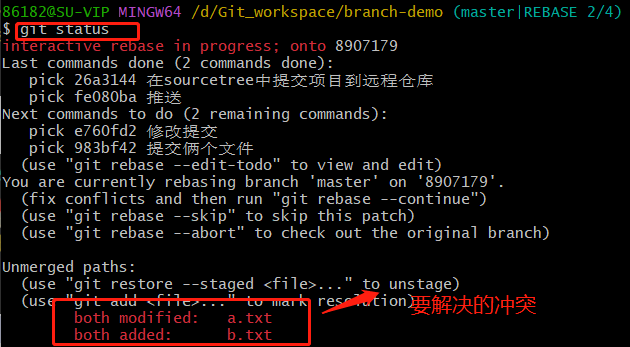 86182@SU-VIP MINGW64 /d/Git_workspace/branch-demo (master|REBASE 2/4)
$ git status
interactive rebase in progress; onto 8907179
Last commands done (2 commands done):
pick 26a3144 在sourcetree中提交项目到远程仓库
pick fe080ba 推送
Next commands to do (2 remaining commands):
pick e760fd2 修改提交
pick 983bf42 提交俩个文件
(use "git rebase --edit-todo" to view and edit)
You are currently rebasing branch 'master' on '8907179'.
(fix conflicts and then run "git rebase --continue")
(use "git rebase --skip" to skip this patch)
(use "git rebase --abort" to check out the original branch)
Unmerged paths:
(use "git restore --staged <file>..." to unstage)
(use "git add <file>..." to mark resolution)
要解决的冲突
both modified: a.txt
both added: b.txt